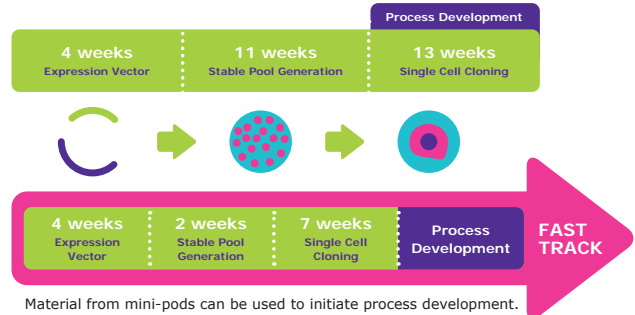 Process Development
4 weeks
Expression Vector
11 weeks
Stable Pool Generation
13 weeks
Single Cell Cloning
4 weeks
Expression
Vector
2 weeks
Stable Pool
Generation
7 weeks
Single Cell
Cloning
Process
Development
FAST
TRACK
Material from mini-pods can be used to initiate process development.